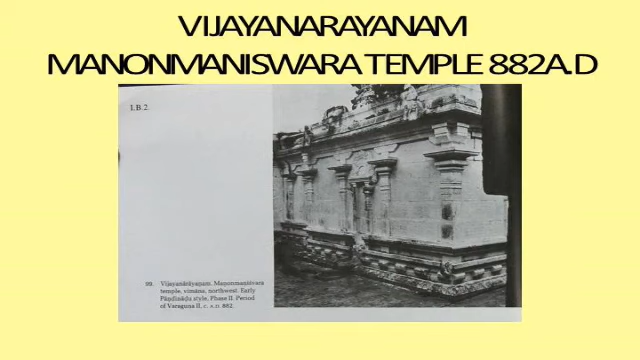 VIJAYANARAYANAM
MANONMANISWARA TEMPLE 882A.D
I.B.2.
99. Vijayanārāyaṇam, Manonmaniśvara
temple, vimāna, northwest. Early
Pāṇḍināḍu style, Phase II. Period
of Varaguṇa II, c. A.D. 882.